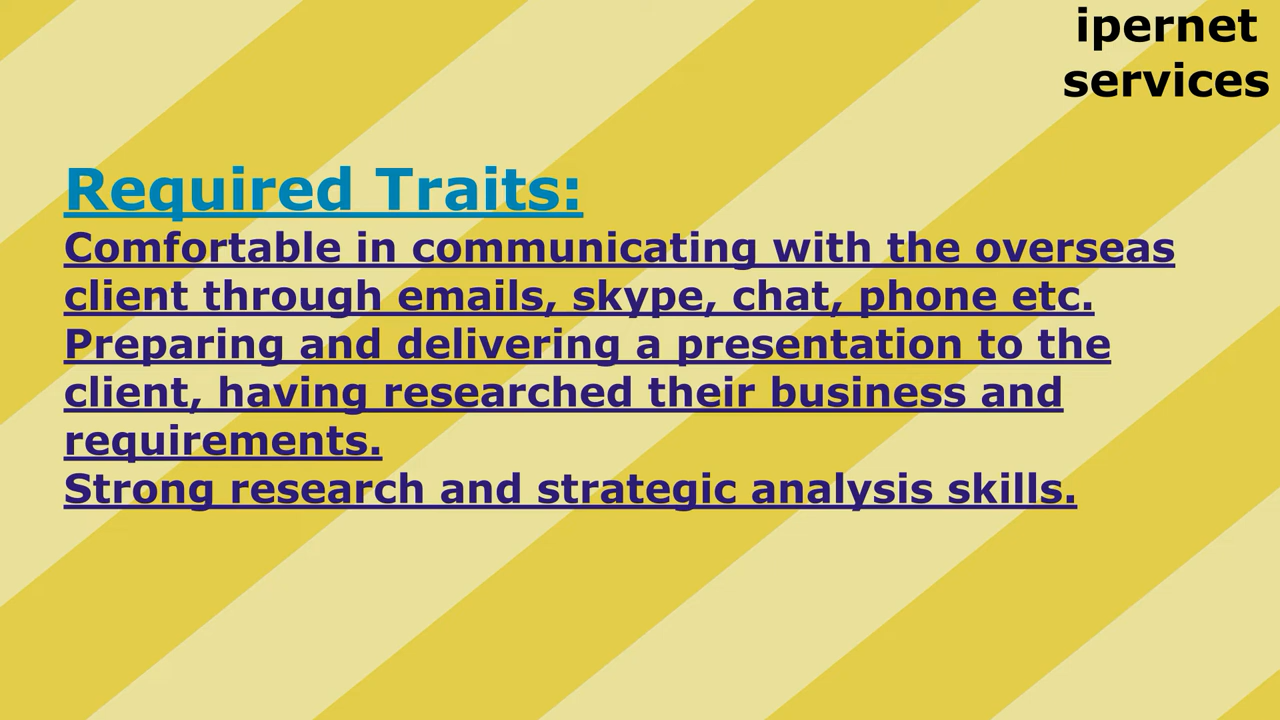 ipernet
services
Required Traits:
Comfortable in communicating with the overseas
client through emails, skype, chat, phone etc.
Preparing and delivering a presentation to the
client, having researched their business and
requirements.
Strong research and strategic analysis skills.